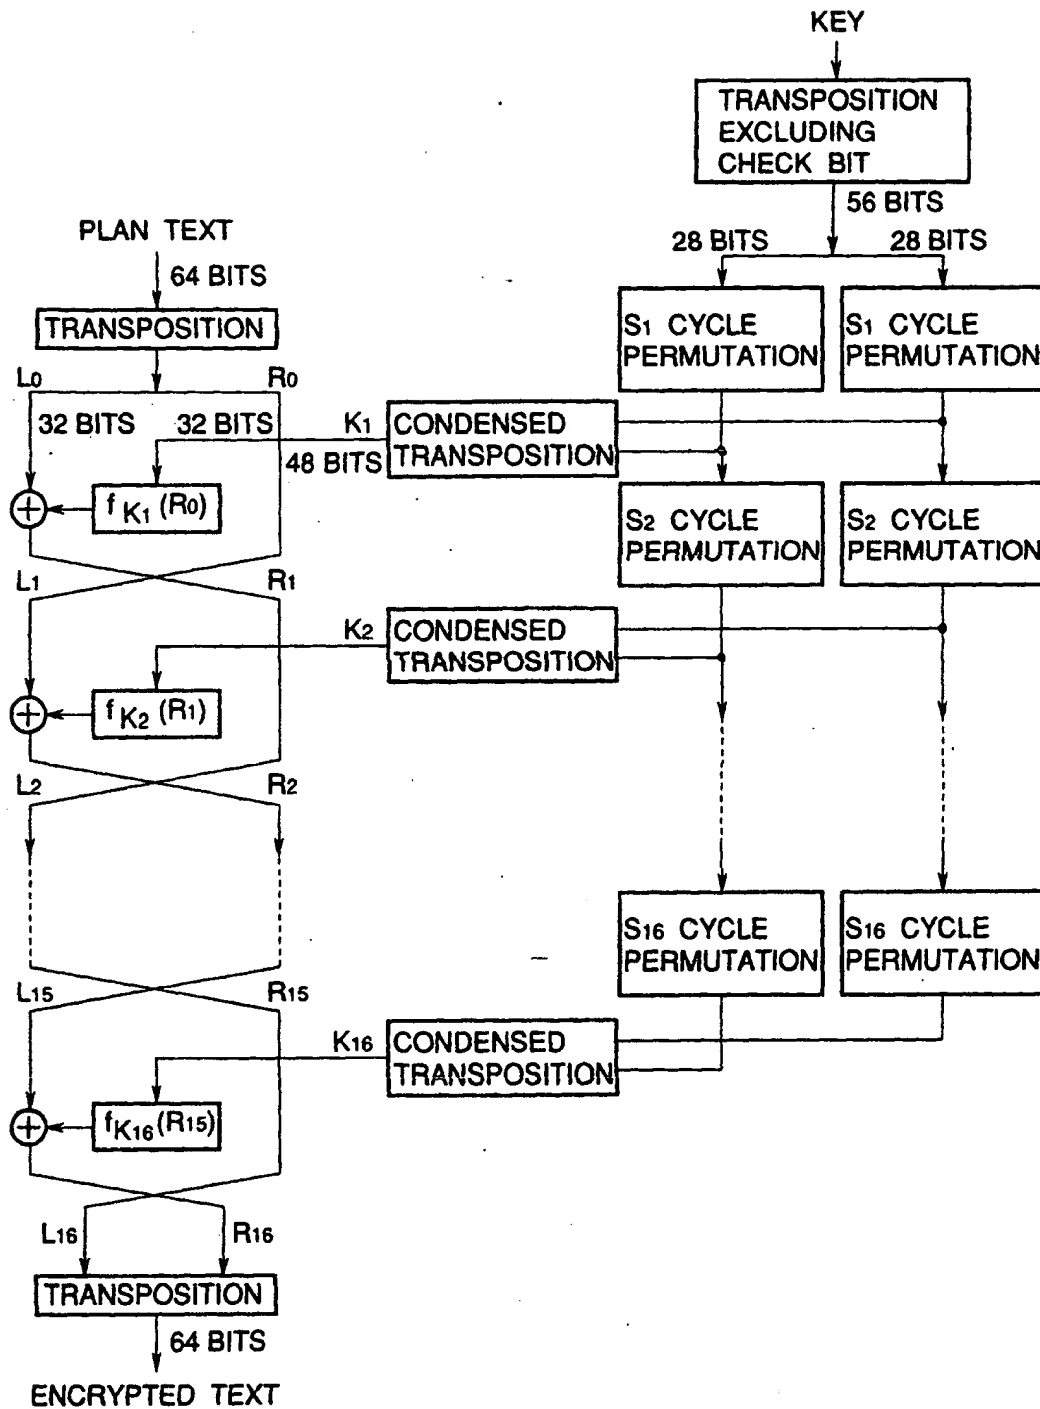 KEY
TRANSPOSITION
EXCLUDING
CHECK BIT
56 BITS
28 BITS 28 BITS
PLAN TEXT
64 BITS
TRANSPOSITION
S1 CYCLE
PERMUTATION
S1 CYCLE
PERMUTATION
L0 R0
32 BITS 32 BITS
K1
48 BITS
CONDENSED
TRANSPOSITION
fK1 (R0)
S2 CYCLE
PERMUTATION
S2 CYCLE
PERMUTATION
L1 R1
K2
CONDENSED
TRANSPOSITION
fK2 (R1)
L2 R2
S16 CYCLE
PERMUTATION
S16 CYCLE
PERMUTATION
L15 R15
K16
CONDENSED
TRANSPOSITION
fK16 (R15)
L16 R16
TRANSPOSITION
64 BITS
ENCRYPTED TEXT